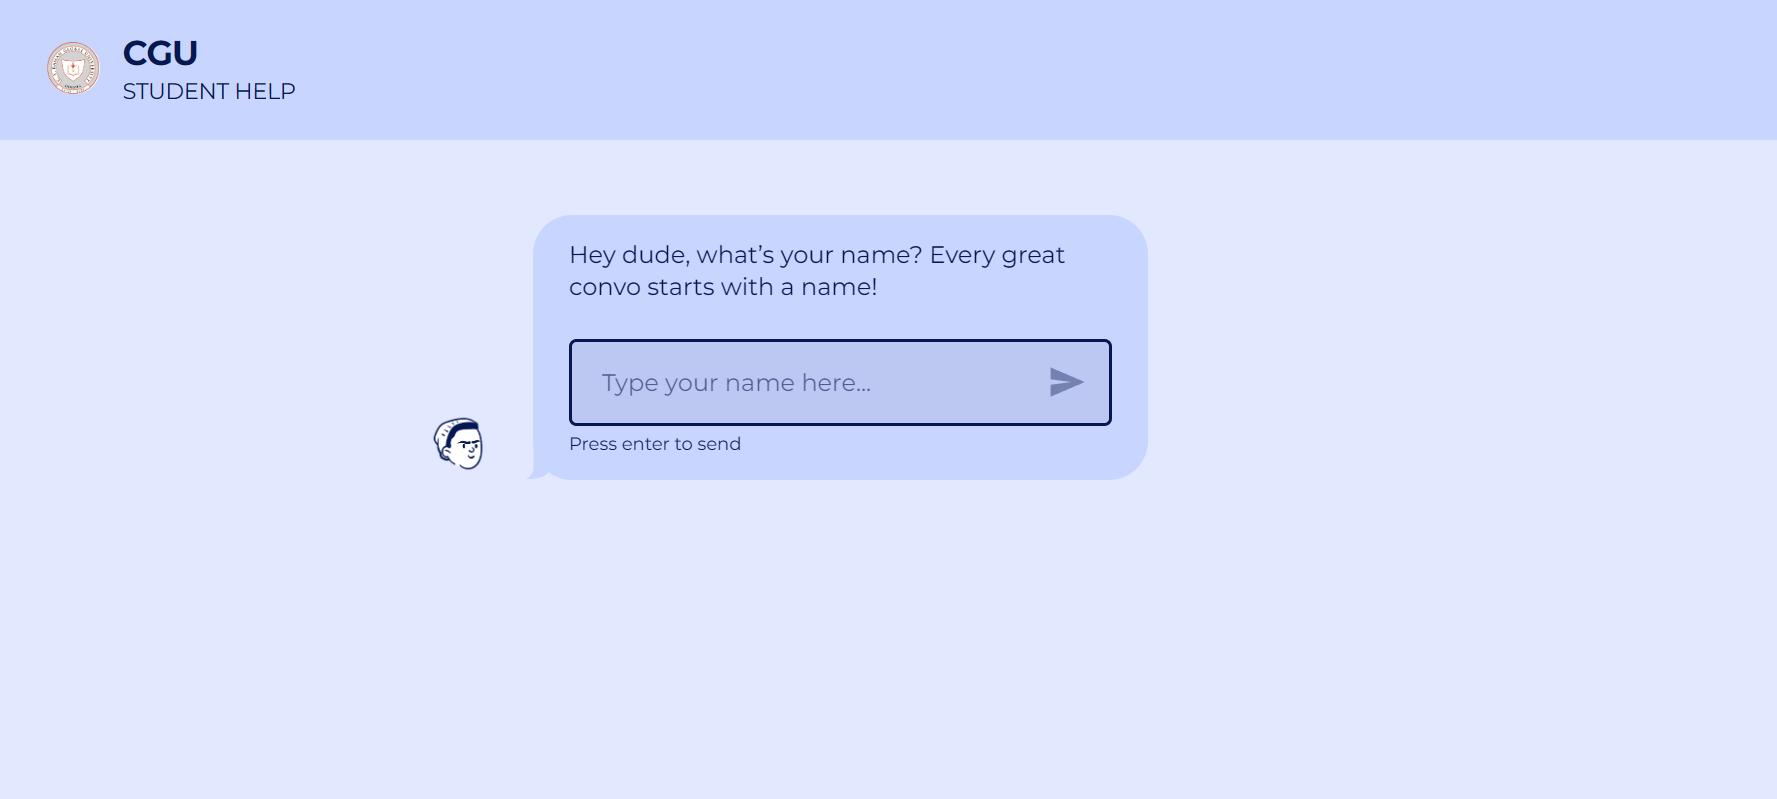 CGU
STUDENT HELP
Hey dude, what’s your name? Every great
convo starts with a name!
Type your name here...
Press enter to send